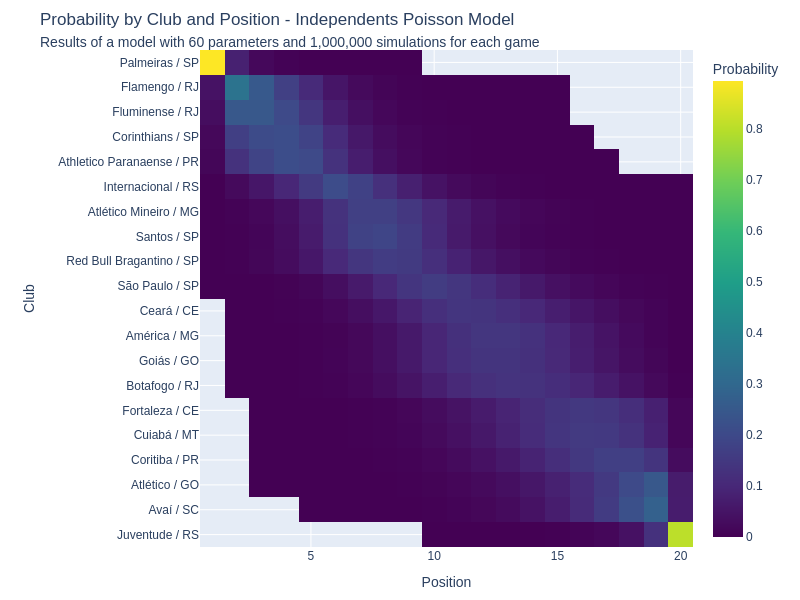 Probability by Club and Position - Independents Poisson Model
Results of a model with 60 parameters and 1,000,000 simulations for each game
Palmeiras / SP
Flamengo / RJ
Fluminense / RJ
Corinthians / SP
Athletico Paranaense / PR
Internacional / RS
Atlético Mineiro / MG
Santos / SP
Red Bull Bragantino / SP
São Paulo / SP
Ceará / CE
América / MG
Goiás / GO
Botafogo / RJ
Fortaleza / CE
Cuiabá / MT
Coritiba / PR
Atlético / GO
Avaí / SC
Juventude / RS
Club
5
10
15
20
Position
Probability
0.8
0.7
0.6
0.5
0.4
0.3
0.2
0.1
0